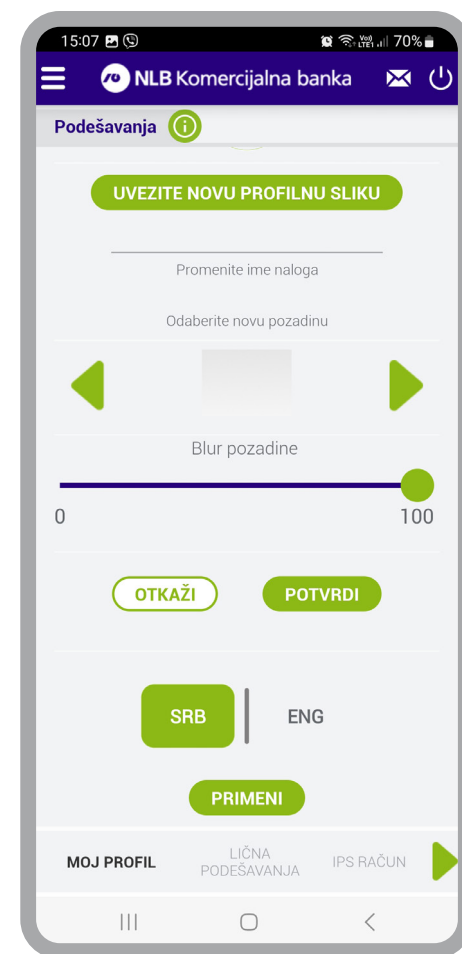 15:07 70%
NLB Komercijalna banka
Podešavanja
UVEZITE NOVU PROFILNU SLIKU
Promenite ime naloga
Odaberite novu pozadinu
Blur pozadine
0 100
OTKAŽI POTVRDI
SRB ENG
PRIMENI
MOJ PROFIL LIČNA PODEŠAVANJA IPS RAČUN